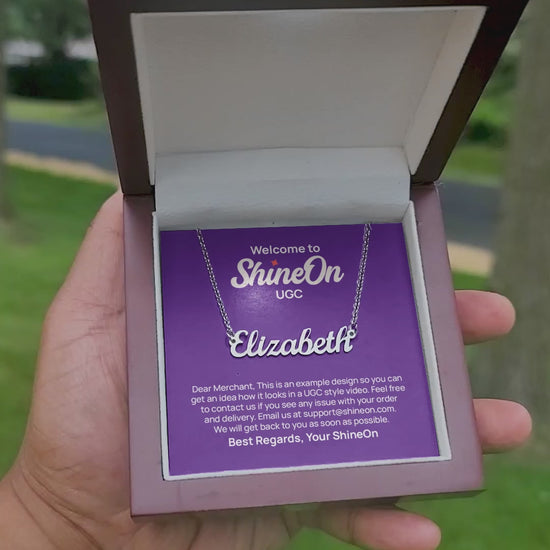 Welcome to
ShineOn
UGC
Elizabeth
Dear Merchant, This is an example design so you can
get an idea how it looks in a UGC style video. Feel free
to contact us if you see any issue with your order
and delivery. Email us at support@shineon.com.
We will get back to you as soon as possible.
Best Regards, Your ShineOn